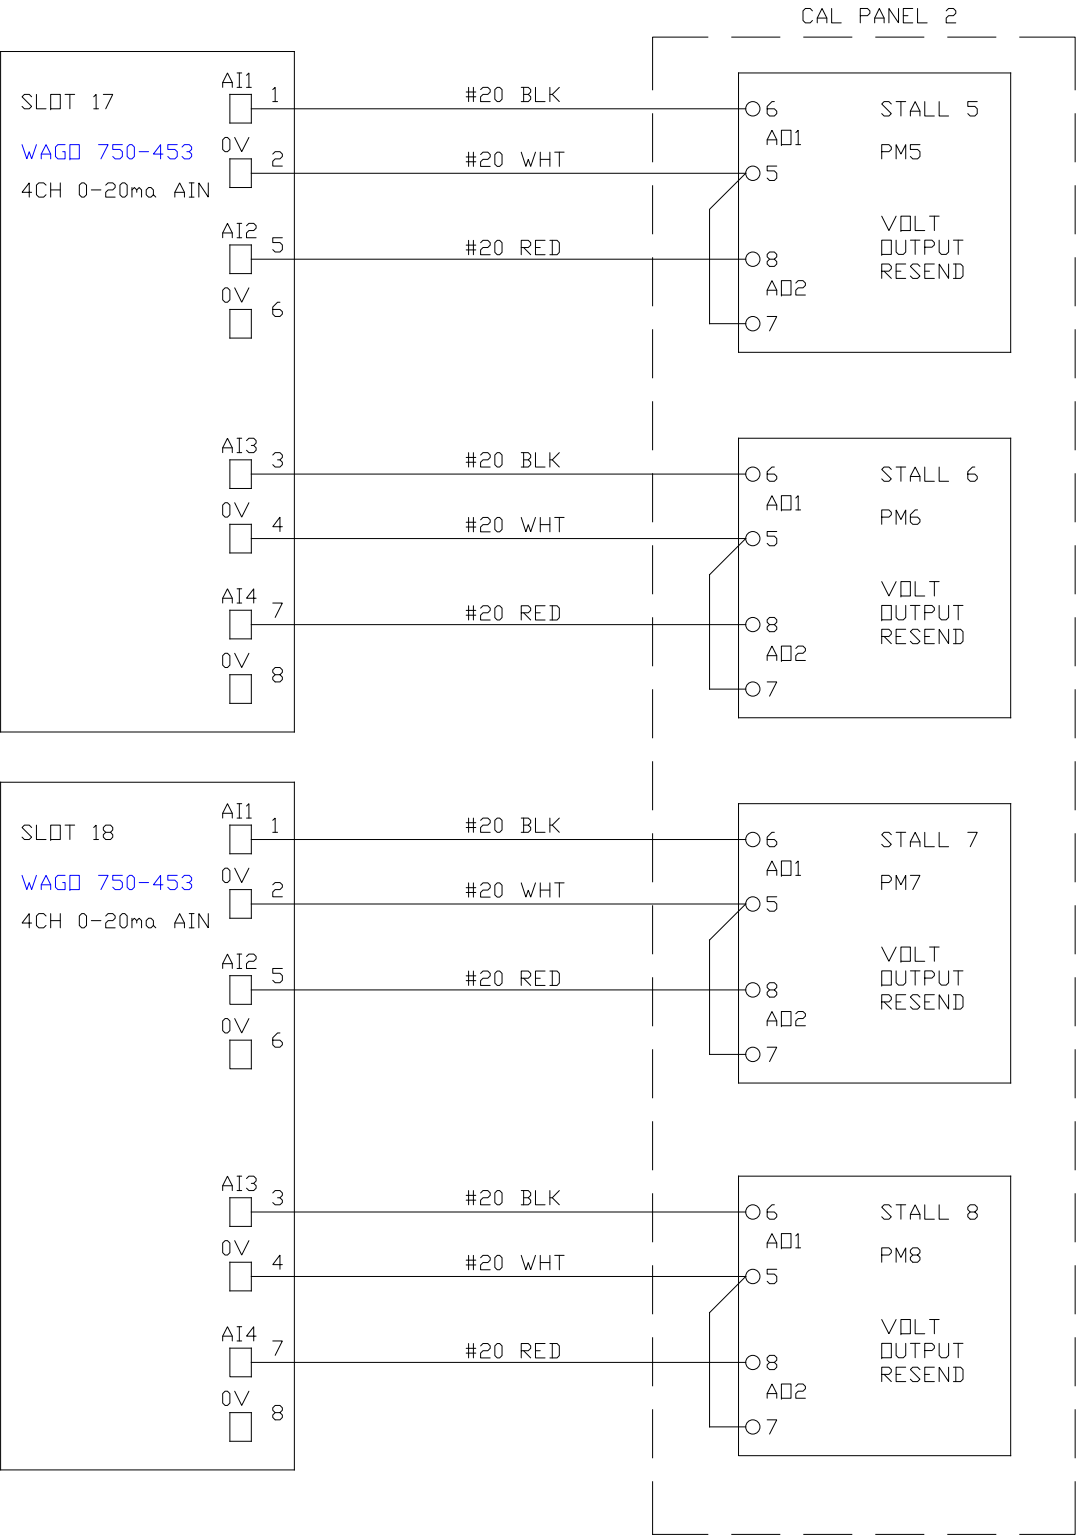 CAL PANEL 2
SLOT 17
WAGO 750-453
4CH 0-20ma AIN
AI1
1
0V
2
AI2
5
0V
6
AI3
3
0V
4
AI4
7
0V
8
#20 BLK
#20 WHT
#20 RED
#20 BLK
#20 WHT
#20 RED
6
AO1
5
8
AO2
7
STALL 5
PM5
VOLT
OUTPUT
RESEND
6
AO1
5
8
AO2
7
STALL 6
PM6
VOLT
OUTPUT
RESEND
SLOT 18
WAGO 750-453
4CH 0-20ma AIN
AI1
1
0V
2
AI2
5
0V
6
AI3
3
0V
4
AI4
7
0V
8
#20 BLK
#20 WHT
#20 RED
#20 BLK
#20 WHT
#20 RED
6
AO1
5
8
AO2
7
STALL 7
PM7
VOLT
OUTPUT
RESEND
6
AO1
5
8
AO2
7
STALL 8
PM8
VOLT
OUTPUT
RESEND